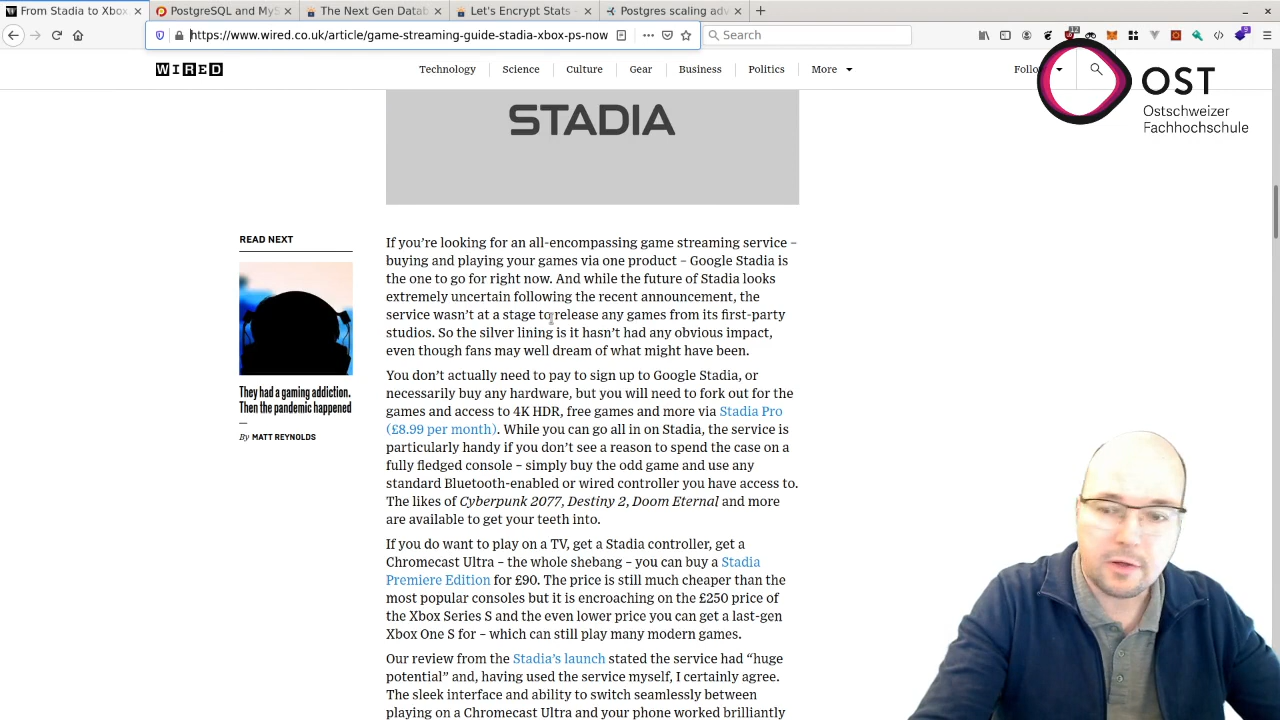 From Stadia to Xbox
PostgreSQL and MyS
The Next Gen Datab
Let's Encrypt Stats -
Postgres scaling adv
https://www.wired.co.uk/article/game-streaming-guide-stadia-xbox-ps-now
Search
WIRED
Technology
Science
Culture
Gear
Business
Politics
More
Follo
OST
Ostschweizer
Fachhochschule
STADIA
READ NEXT
They had a gaming addiction.
Then the pandemic happened
By MATT REYNOLDS
If you’re looking for an all-encompassing game streaming service –
buying and playing your games via one product – Google Stadia is
the one to go for right now. And while the future of Stadia looks
extremely uncertain following the recent announcement, the
service wasn’t at a stage to release any games from its first-party
studios. So the silver lining is it hasn’t had any obvious impact,
even though fans may well dream of what might have been.
You don’t actually need to pay to sign up to Google Stadia, or
necessarily buy any hardware, but you will need to fork out for the
games and access to 4K HDR, free games and more via Stadia Pro
(£8.99 per month). While you can go all in on Stadia, the service is
particularly handy if you don’t see a reason to spend the case on a
fully fledged console – simply buy the odd game and use any
standard Bluetooth-enabled or wired controller you have access to.
The likes of Cyberpunk 2077, Destiny 2, Doom Eternal and more
are available to get your teeth into.
If you do want to play on a TV, get a Stadia controller, get a
Chromecast Ultra – the whole shebang – you can buy a Stadia
Premiere Edition for £90. The price is still much cheaper than the
most popular consoles but it is encroaching on the £250 price of
the Xbox Series S and the even lower price you can get a last-gen
Xbox One S for – which can still play many modern games.
Our review from the Stadia’s launch stated the service had “huge
potential” and, having used the service myself, I certainly agree.
The sleek interface and ability to switch seamlessly between
playing on a Chromecast Ultra and your phone worked brilliantly